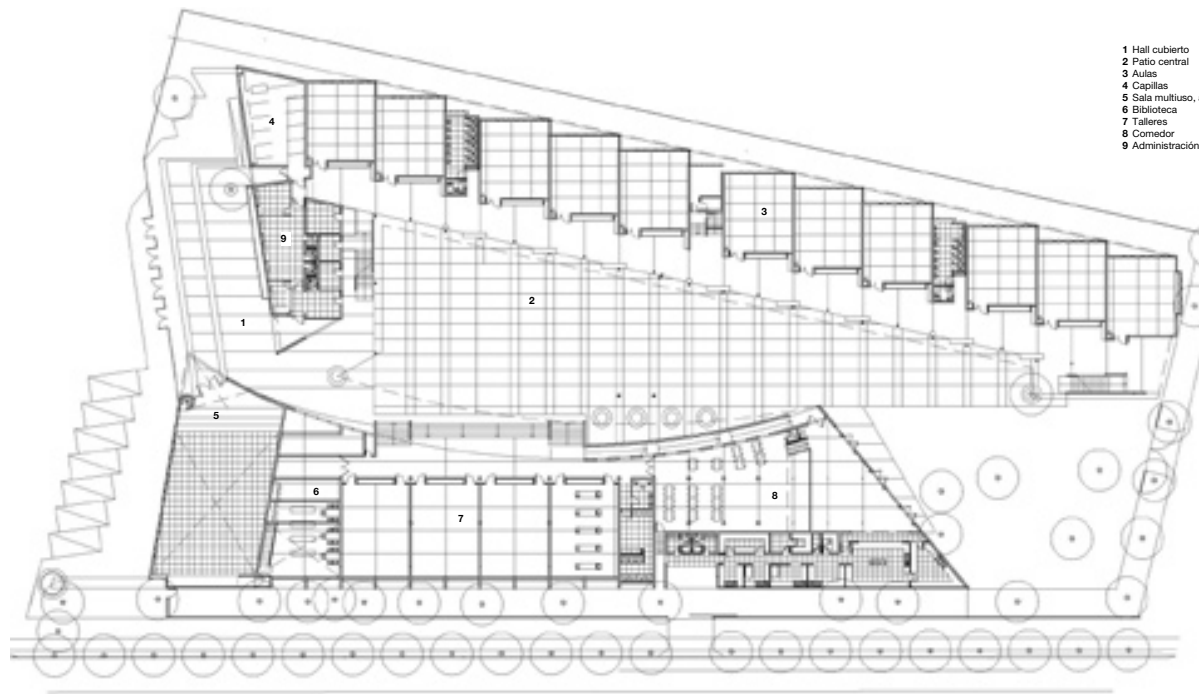 1 Hall cubierto
2 Patio central
3 Aulas
4 Capillas
5 Sala multiuso,
6 Biblioteca
7 Talleres
8 Comedor
9 Administración
4
3
9
2
1
5
6
7
8